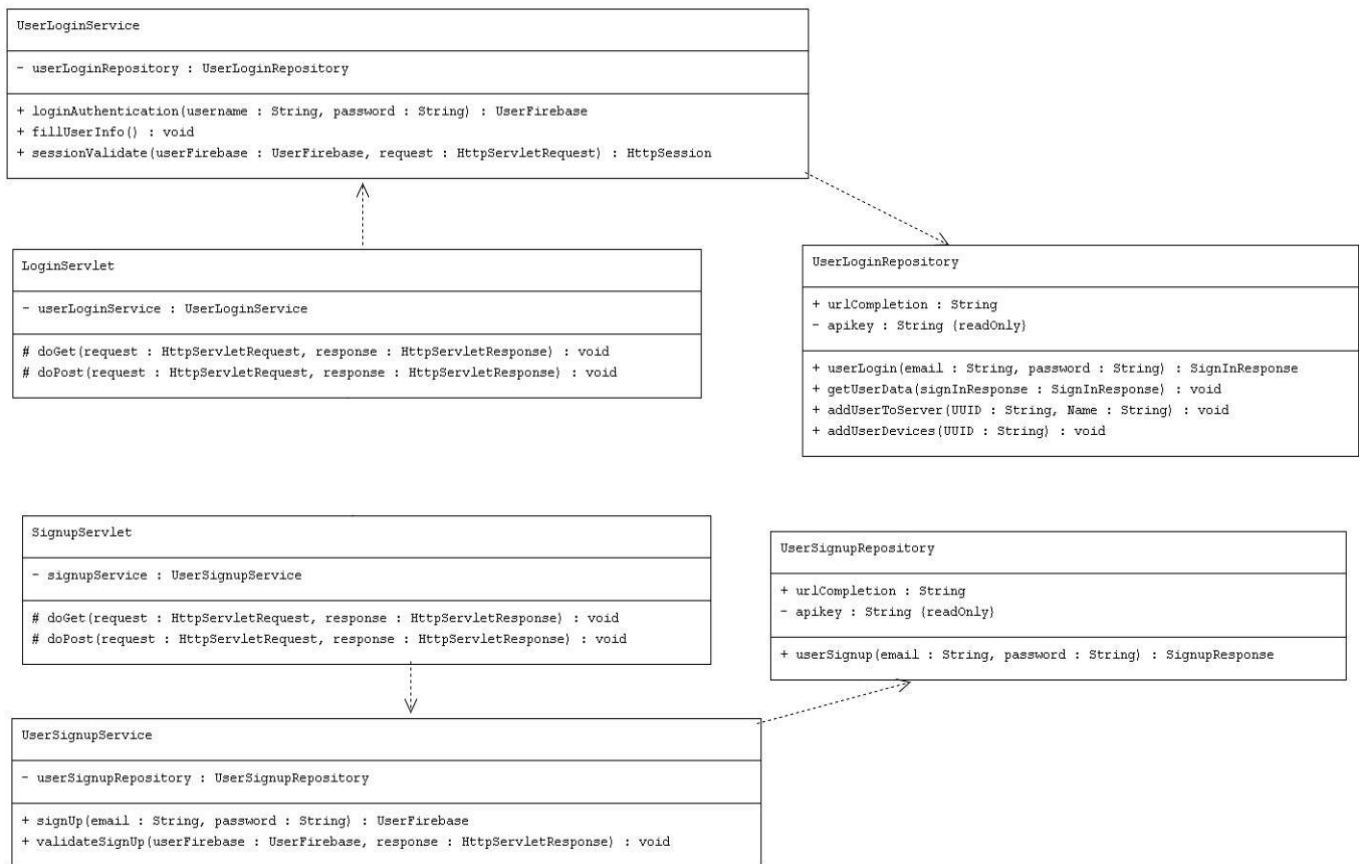 UserLoginService
- userLoginRepository : UserLoginRepository
+ loginAuthentication(username : String, password : String) : UserFirebase
+ fillUserInfo() : void
+ sessionValidate(userFirebase : UserFirebase, request : HttpServletRequest) : HttpSession
LoginServlet
- userLoginService : UserLoginService
# doGet(request : HttpServletRequest, response : HttpServletResponse) : void
# doPost(request : HttpServletRequest, response : HttpServletResponse) : void
UserLoginRepository
+ urlCompletion : String
- apikey : String {readOnly}
+ userLogin(email : String, password : String) : SignInResponse
+ getUserData(signInResponse : SignInResponse) : void
+ addUserToServer(UUID : String, Name : String) : void
+ addUserDevices(UUID : String) : void
SignupServlet
- signupService : UserSignupService
# doGet(request : HttpServletRequest, response : HttpServletResponse) : void
# doPost(request : HttpServletRequest, response : HttpServletResponse) : void
UserSignupRepository
+ urlCompletion : String
- apikey : String {readOnly}
+ userSignup(email : String, password : String) : SignupResponse
UserSignupService
- userSignupRepository : UserSignupRepository
+ signUp(email : String, password : String) : UserFirebase
+ validateSignUp(userFirebase : UserFirebase, response : HttpServletResponse) : void